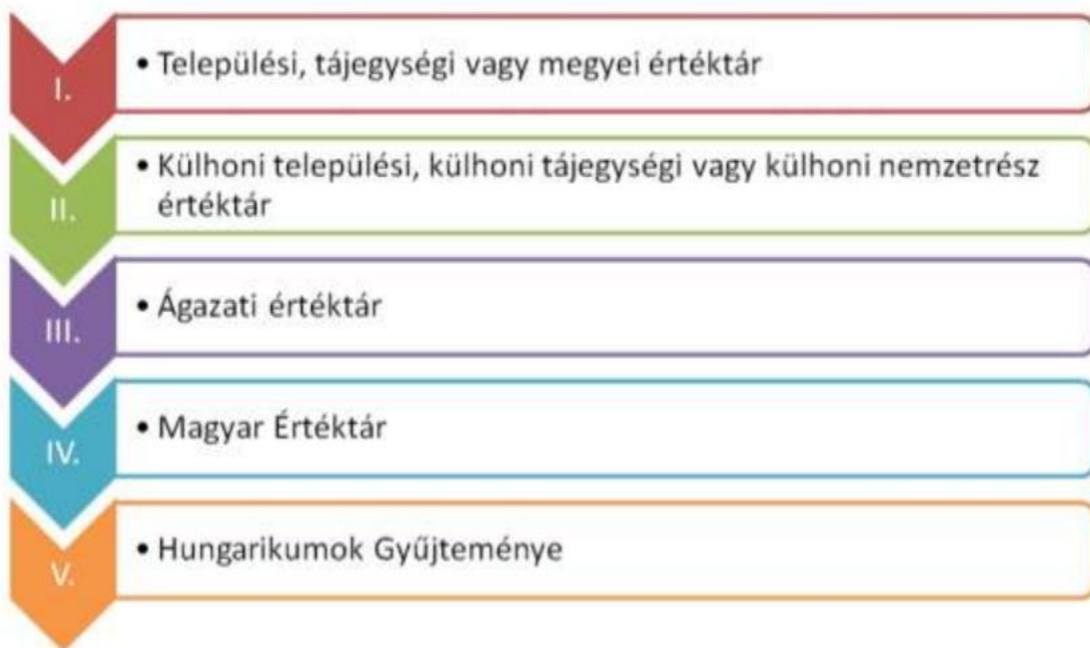 I.
• Települési, tájegységi vagy megyei értéktár
II.
• Külhoni települési, külhoni tájegységi vagy külhoni nemzetrész
értéktár
III.
• Ágazati értéktár
IV.
• Magyar Értéktár
V.
• Hungarikumok Gyűjteménye